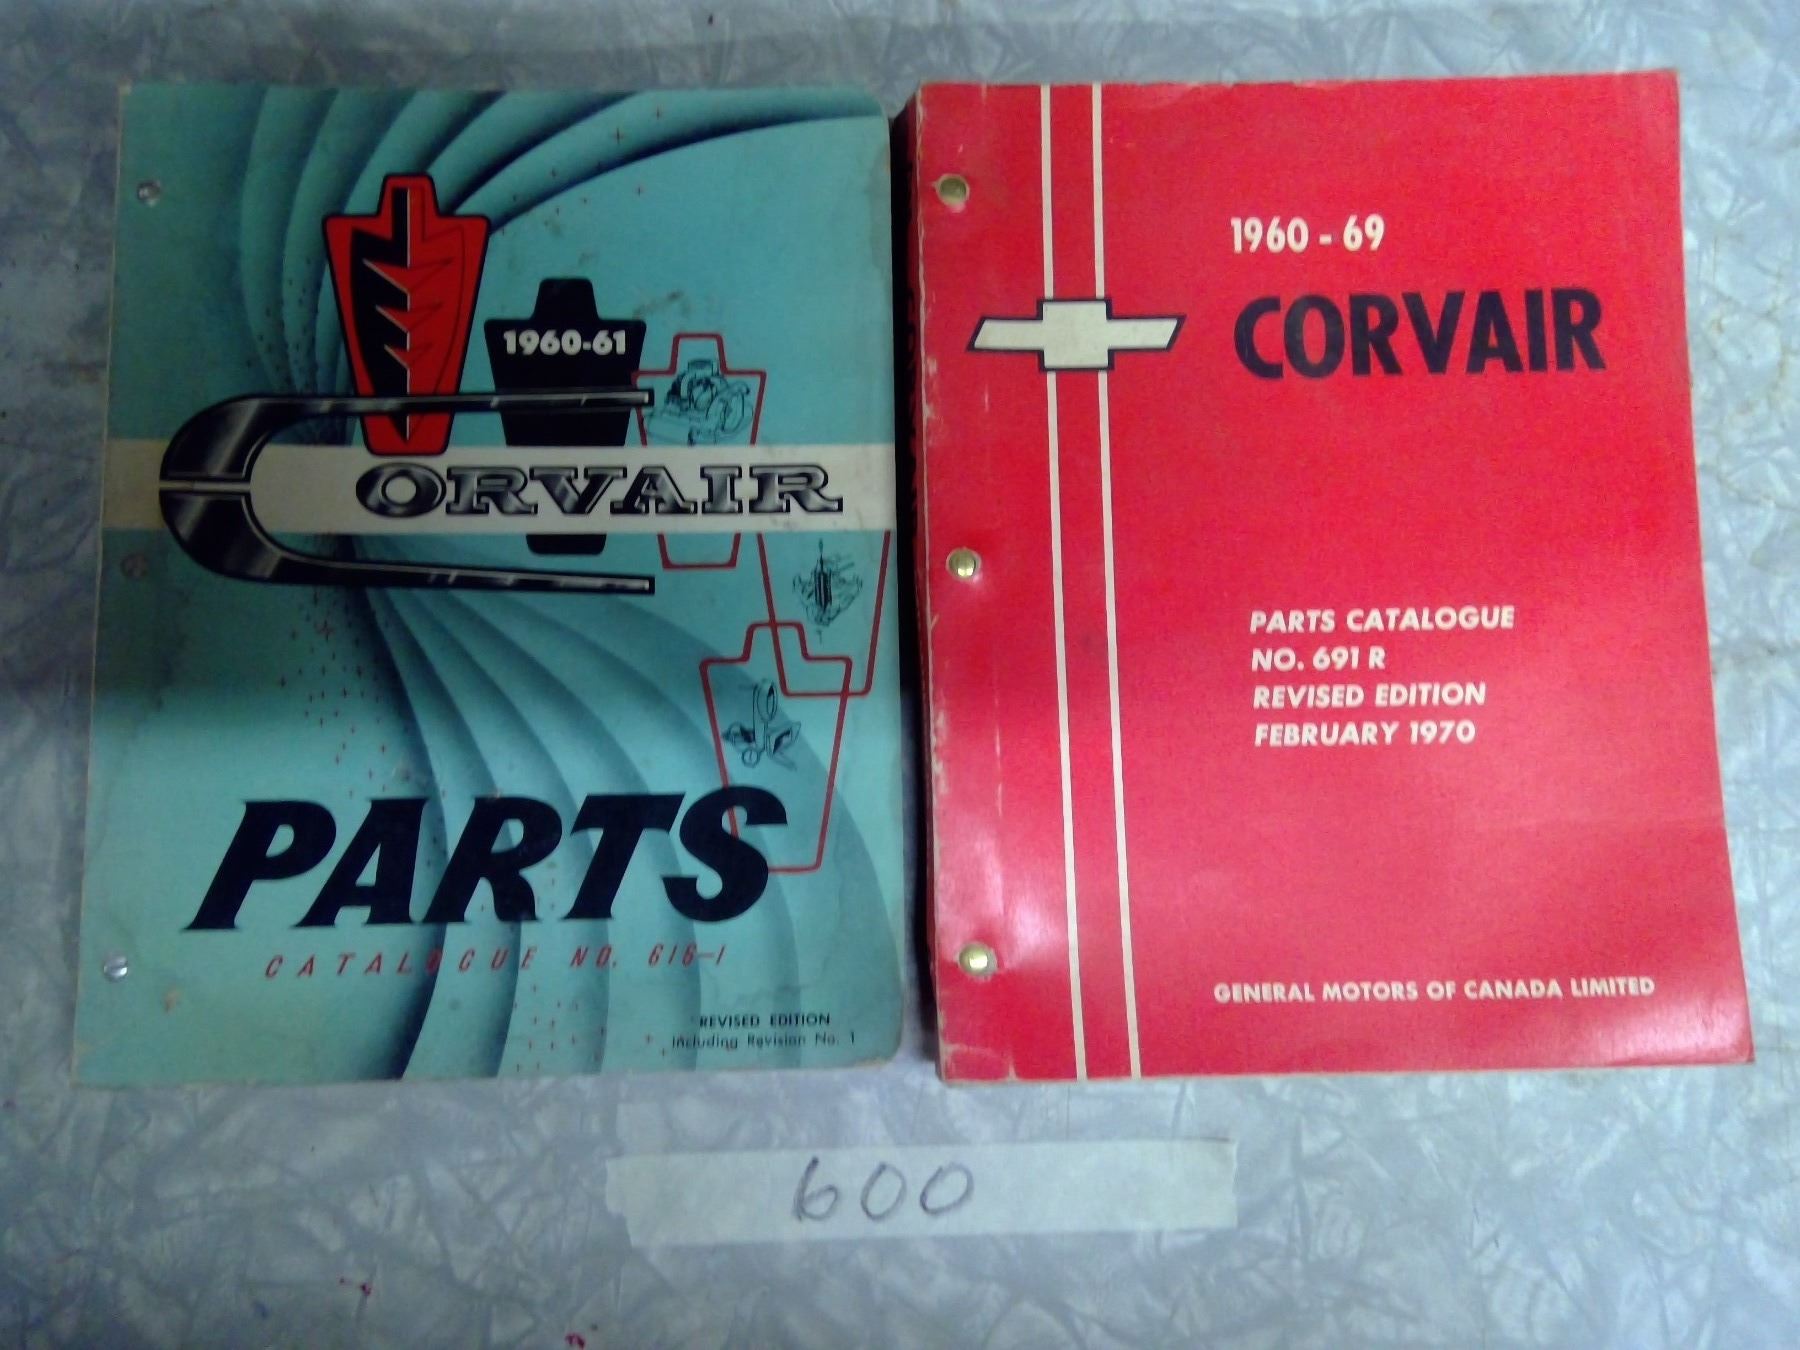 1960-61
CORVAIR
PARTS
CATALOGUE NO. 616-1
REVISED EDITION
Including Revision No. 1
1960 - 69
CORVAIR
PARTS CATALOGUE
NO. 691 R
REVISED EDITION
FEBRUARY 1970
GENERAL MOTORS OF CANADA LIMITED
600